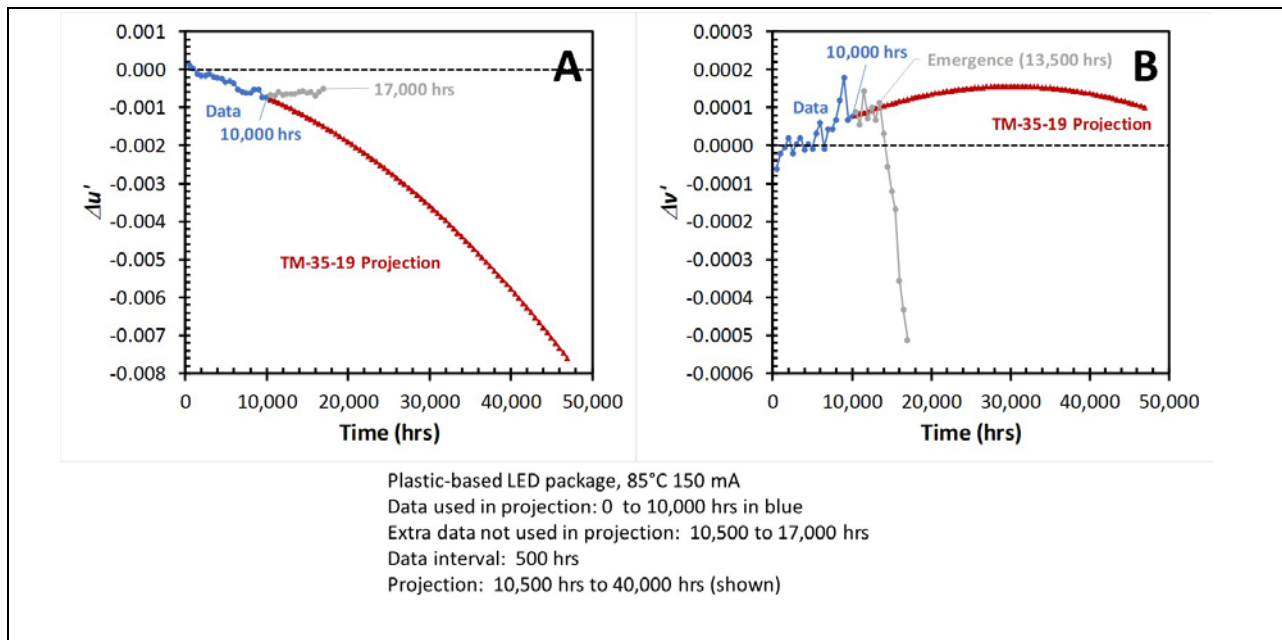 0.001
0.000
-0.001
-0.002
-0.003
-0.004
-0.005
-0.006
-0.007
-0.008
Δu'
A
Data
10,000 hrs
17,000 hrs
TM-35-19 Projection
0 10,000 20,000 30,000 40,000 50,000
Time (hrs)
0.0003
0.0002
0.0001
0.0000
-0.0001
-0.0002
-0.0003
-0.0004
-0.0005
-0.0006
Δv'
B
10,000 hrs
Emergence (13,500 hrs)
Data
TM-35-19 Projection
0 10,000 20,000 30,000 40,000 50,000
Time (hrs)
Plastic-based LED package, 85°C 150 mA
Data used in projection: 0 to 10,000 hrs in blue
Extra data not used in projection: 10,500 to 17,000 hrs
Data interval: 500 hrs
Projection: 10,500 hrs to 40,000 hrs (shown)